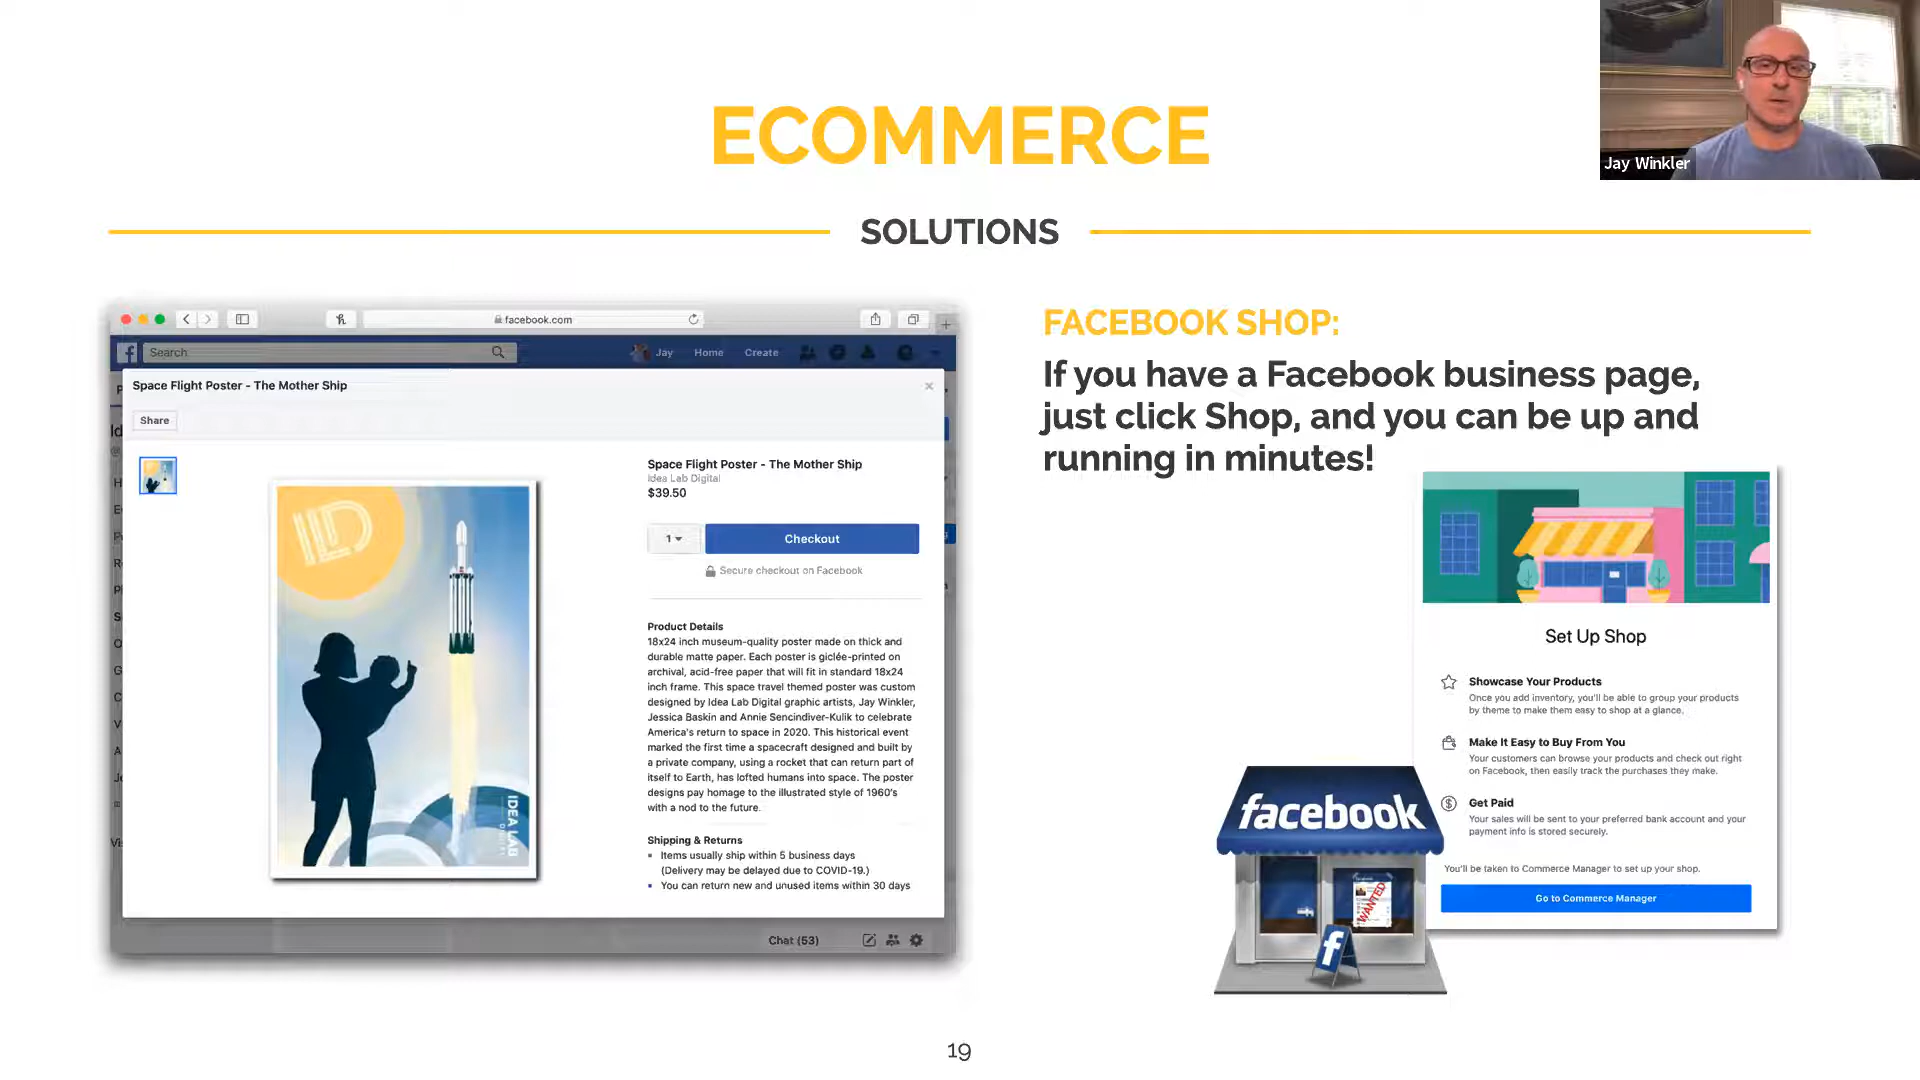 ECOMMERCE
Jay Winkler
SOLUTIONS
facebook.com
Search
Jay Home Create
Space Flight Poster - The Mother Ship
Share
Space Flight Poster - The Mother Ship
Idea Lab Digital
$39.50
1
Checkout
Secure checkout on Facebook
Product Details
18x24 inch museum-quality poster made on thick and
durable matte paper. Each poster is giclée-printed on
archival, acid-free paper that will fit in standard 18x24
inch frame. This space travel themed poster was custom
designed by Idea Lab Digital graphic artists, Jay Winkler,
Jessica Baskin and Annie Sencindiver-Kulik to celebrate
America's return to space in 2020. This historical event
marked the first time a spacecraft designed and built by
a private company, using a rocket that can return part of
itself to Earth, has lofted humans into space. The poster
designs pay homage to the illustrated style of 1960's
with a nod to the future.
Shipping & Returns
Items usually ship within 5 business days
(Delivery may be delayed due to COVID-19.)
You can return new and unused items within 30 days
ILD
IDEA LAB
Chat (53)
FACEBOOK SHOP:
If you have a Facebook business page,
just click Shop, and you can be up and
running in minutes!
Set Up Shop
Showcase Your Products
Once you add inventory, you'll be able to group your products
by theme to make them easy to shop at a glance.
Make It Easy to Buy From You
Your customers can browse your products and check out right
on Facebook, then easily track the purchases they make.
Get Paid
Your sales will be sent to your preferred bank account and your
payment info is stored securely.
You'll be taken to Commerce Manager to set up your shop.
Go to Commerce Manager
facebook
WANTED
19